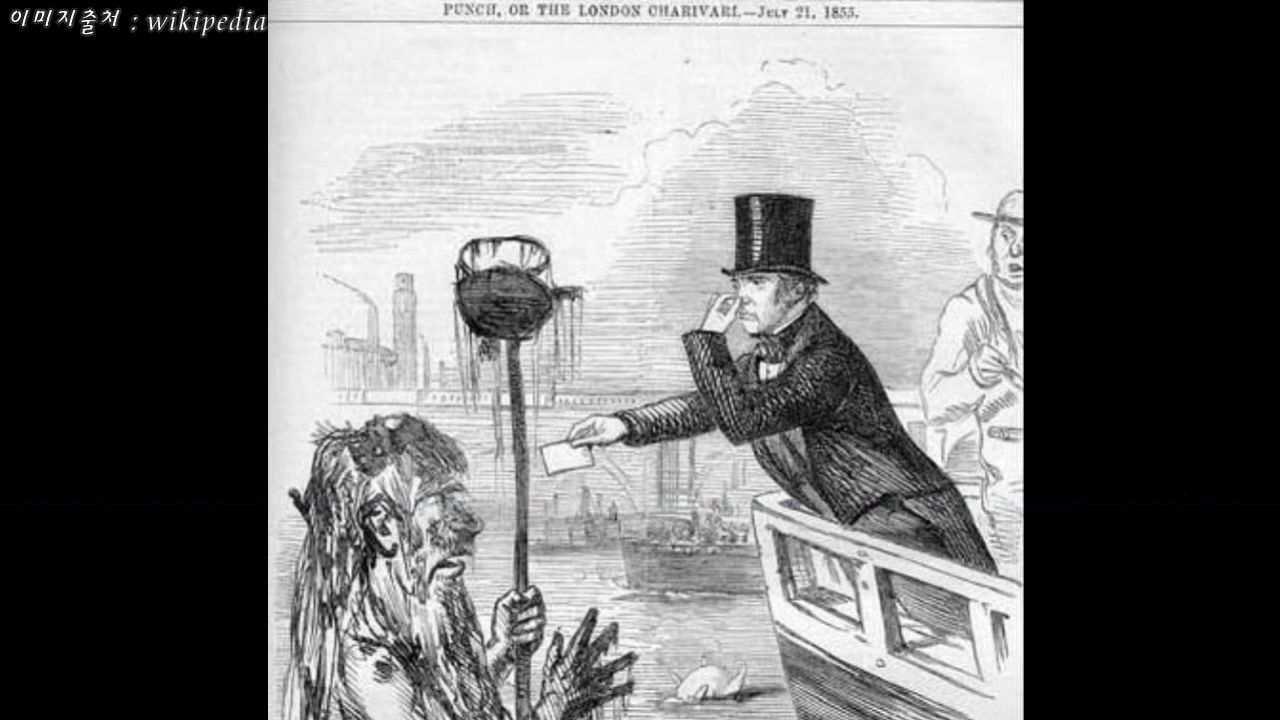 PUNCH, OR THE LONDON CHARIVARI.—JULY 21, 1855.
이미지출처 : wikipedia